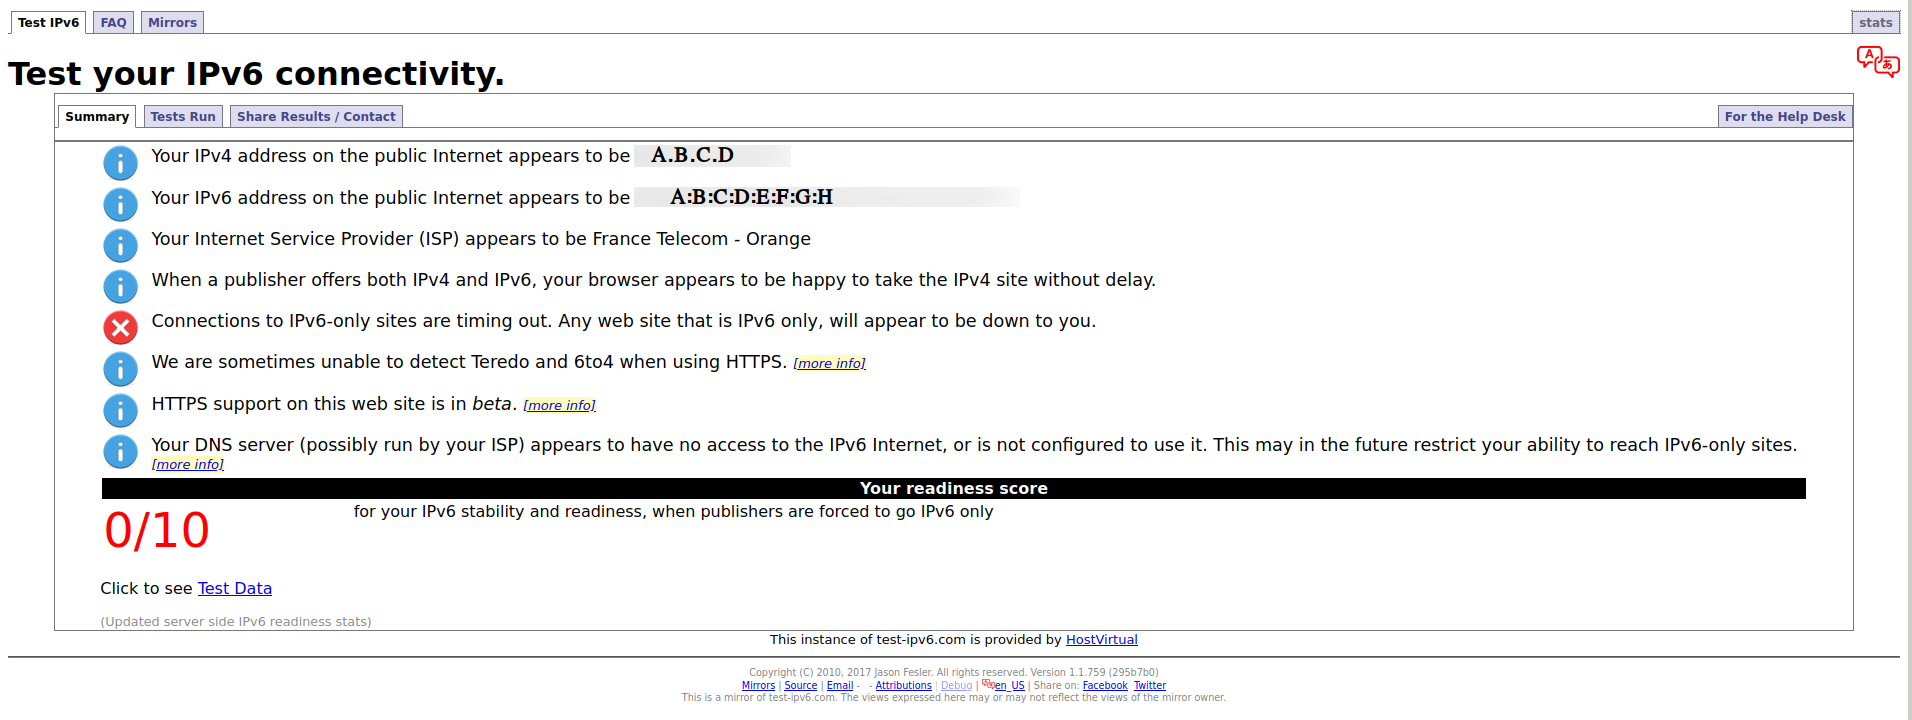 Test IPv6 FAQ Mirrors stats
Test your IPv6 connectivity.
A あ
Summary Tests Run Share Results / Contact For the Help Desk
Your IPv4 address on the public Internet appears to be A.B.C.D
Your IPv6 address on the public Internet appears to be A:B:C:D:E:F:G:H
Your Internet Service Provider (ISP) appears to be France Telecom - Orange
When a publisher offers both IPv4 and IPv6, your browser appears to be happy to take the IPv4 site without delay.
Connections to IPv6-only sites are timing out. Any web site that is IPv6 only, will appear to be down to you.
We are sometimes unable to detect Teredo and 6to4 when using HTTPS. [more info]
HTTPS support on this web site is in beta. [more info]
Your DNS server (possibly run by your ISP) appears to have no access to the IPv6 Internet, or is not configured to use it. This may in the future restrict your ability to reach IPv6-only sites.
[more info]
Your readiness score
0/10 for your IPv6 stability and readiness, when publishers are forced to go IPv6 only
Click to see Test Data
(Updated server side IPv6 readiness stats)
This instance of test-ipv6.com is provided by HostVirtual
Copyright (C) 2010, 2017 Jason Fesler. All rights reserved. Version 1.1.759 (295b7b0)
Mirrors | Source | Email - - Attributions | Debug | en_US | Share on: Facebook Twitter
This is a mirror of test-ipv6.com. The views expressed here may or may not reflect the views of the mirror owner.